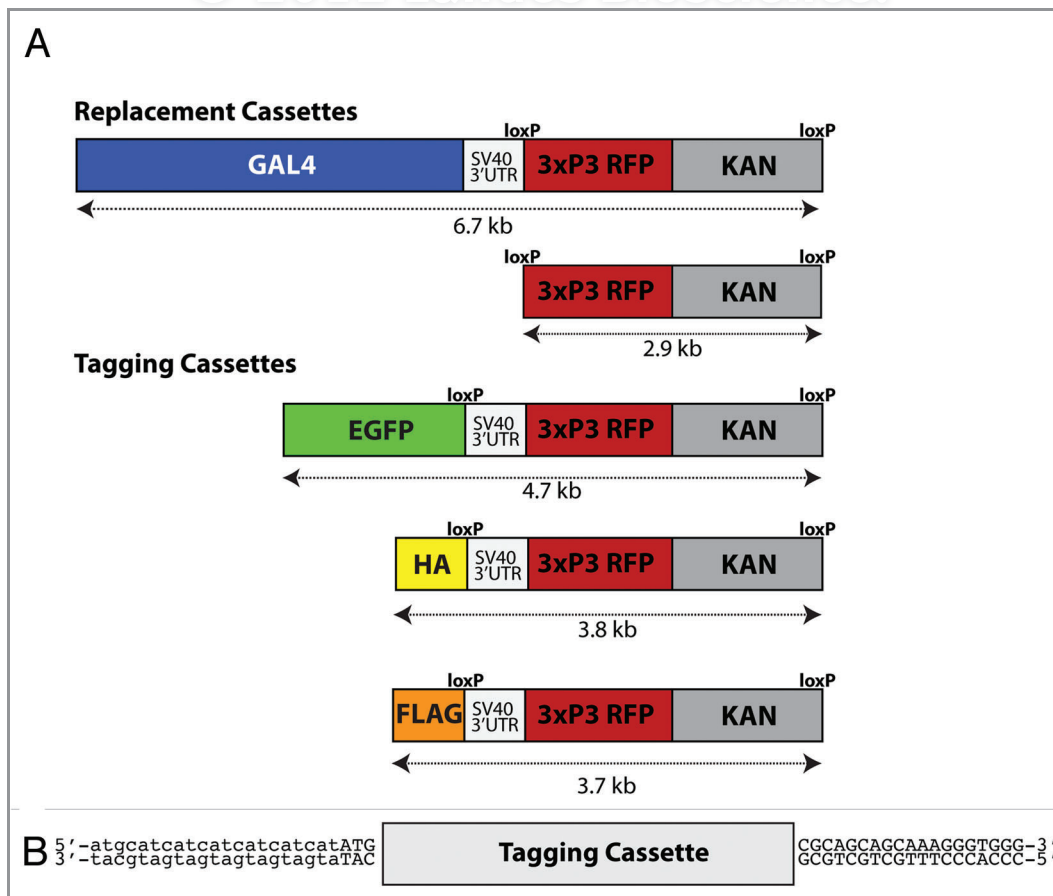 A
Replacement Cassettes
loxP loxP
GAL4 SV40 3'UTR 3xP3 RFP KAN
6.7 kb
loxP loxP
3xP3 RFP KAN
2.9 kb
Tagging Cassettes
loxP loxP
EGFP SV40 3'UTR 3xP3 RFP KAN
4.7 kb
loxP loxP
HA SV40 3'UTR 3xP3 RFP KAN
3.8 kb
loxP loxP
FLAG SV40 3'UTR 3xP3 RFP KAN
3.7 kb
B
5'-atgcatcatcatcatcatcatATG Tagging Cassette CGCAGCAGCAAAGGGTGGG-3'
3'-tacgtagtagtagtagtagtaTAC GCGTCGTCGTTTCCCACCC-5'